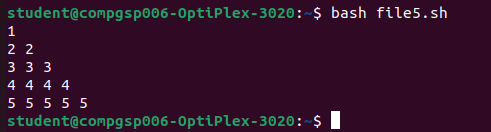 student@compgsp006-OptiPlex-3020:~$ bash file5.sh
1
2 2
3 3 3
4 4 4 4
5 5 5 5 5
student@compgsp006-OptiPlex-3020:~$